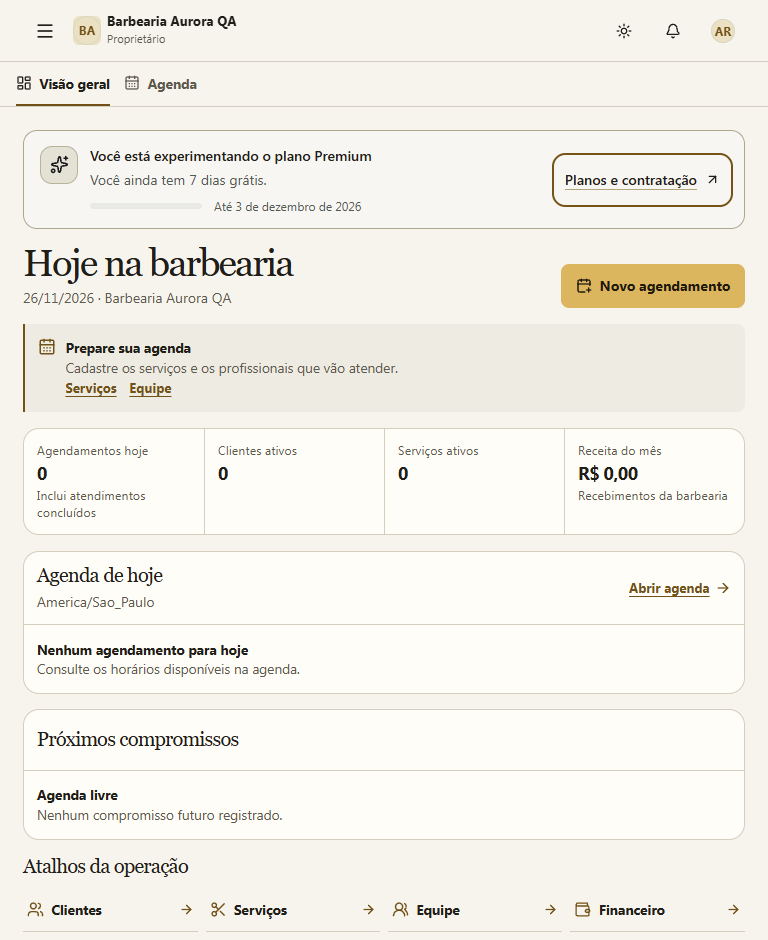 BA
Barbearia Aurora QA
Proprietário
AR
Visão geral
Agenda
Você está experimentando o plano Premium
Você ainda tem 7 dias grátis.
Até 3 de dezembro de 2026
Planos e contratação
Hoje na barbearia
26/11/2026 · Barbearia Aurora QA
Novo agendamento
Prepare sua agenda
Cadastre os serviços e os profissionais que vão atender.
Serviços Equipe
Agendamentos hoje
0
Inclui atendimentos
concluídos
Clientes ativos
0
Serviços ativos
0
Receita do mês
R$ 0,00
Recebimentos da barbearia
Agenda de hoje
America/Sao_Paulo
Abrir agenda
Nenhum agendamento para hoje
Consulte os horários disponíveis na agenda.
Próximos compromissos
Agenda livre
Nenhum compromisso futuro registrado.
Atalhos da operação
Clientes
Serviços
Equipe
Financeiro